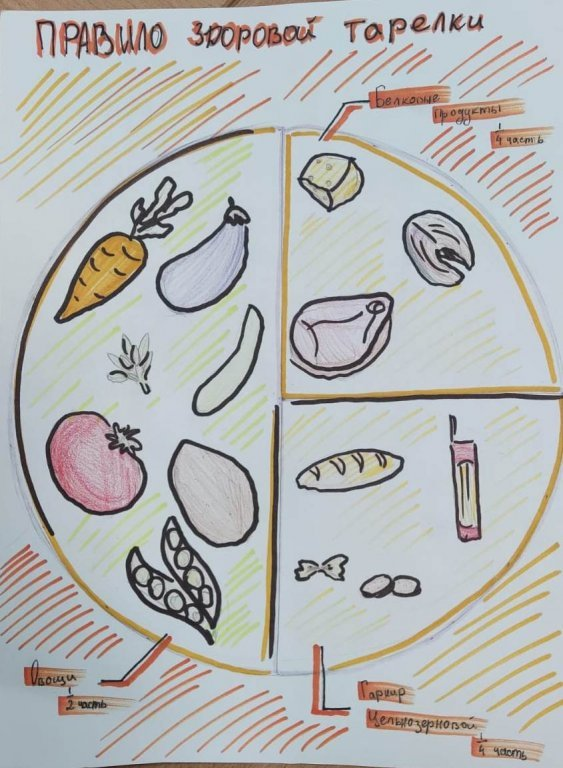 ПРАВИЛО здоровой тарелки
Белковые
продукты
1/4 часть
Овощи
1/2 часть
Гарнир
Цельнозерновой
1/4 часть